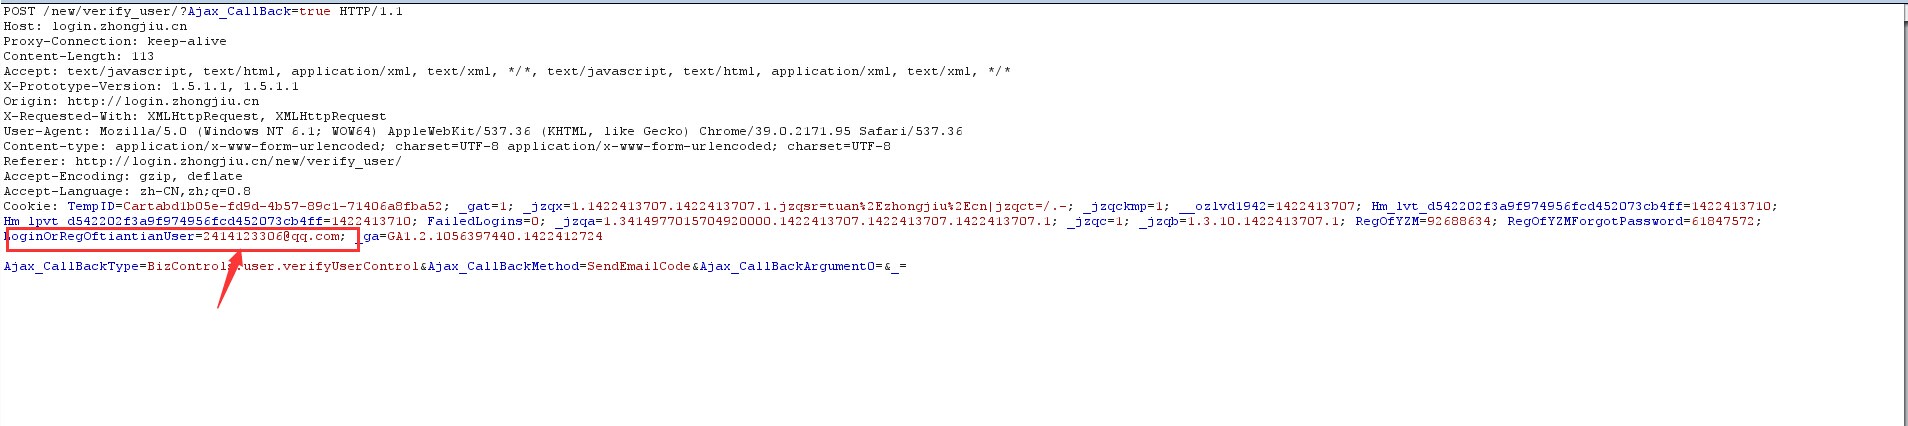 POST /new/verify_user/?Ajax_CallBack=true HTTP/1.1
Host: login.zhongjiu.cn
Proxy-Connection: keep-alive
Content-Length: 113
Accept: text/javascript, text/html, application/xml, text/xml, */*, text/javascript, text/html, application/xml, text/xml, */*
X-Prototype-Version: 1.5.1.1, 1.5.1.1
Origin: http://login.zhongjiu.cn
X-Requested-With: XMLHttpRequest, XMLHttpRequest
User-Agent: Mozilla/5.0 (Windows NT 6.1; WOW64) AppleWebKit/537.36 (KHTML, like Gecko) Chrome/39.0.2171.95 Safari/537.36
Content-type: application/x-www-form-urlencoded; charset=UTF-8 application/x-www-form-urlencoded; charset=UTF-8
Referer: http://login.zhongjiu.cn/new/verify_user/
Accept-Encoding: gzip, deflate
Accept-Language: zh-CN,zh;q=0.8
Cookie: TempID=Cartabd1b05e-fd9d-4b57-89c1-71406a8fba52; _gat=1; _jzqx=1.1422413707.1422413707.1.jzqsr=tuan%2Ezhongjiu%2Ecn|jzqct=/.-; _jzqckmp=1; __ozlvd1942=1422413707; Hm_lvt_d542202f3a9f974956fcd452073cb4ff=1422413710;
Hm_lpvt_d542202f3a9f974956fcd452073cb4ff=1422413710; FailedLogins=0; _jzqa=1.3414977015704920000.1422413707.1422413707.1422413707.1; _jzqc=1; _jzqb=1.3.10.1422413707.1; RegOfYZM=92688634; RegOfYZMForgotPassword=61847572;
LoginOrRegOftiantianUser=2414123306@qq.com; _ga=GA1.2.1056397440.1422412724
Ajax_CallBackType=BizControls.user.verifyUserControl&Ajax_CallBackMethod=SendEmailCode&Ajax_CallBackArgument0=&_=